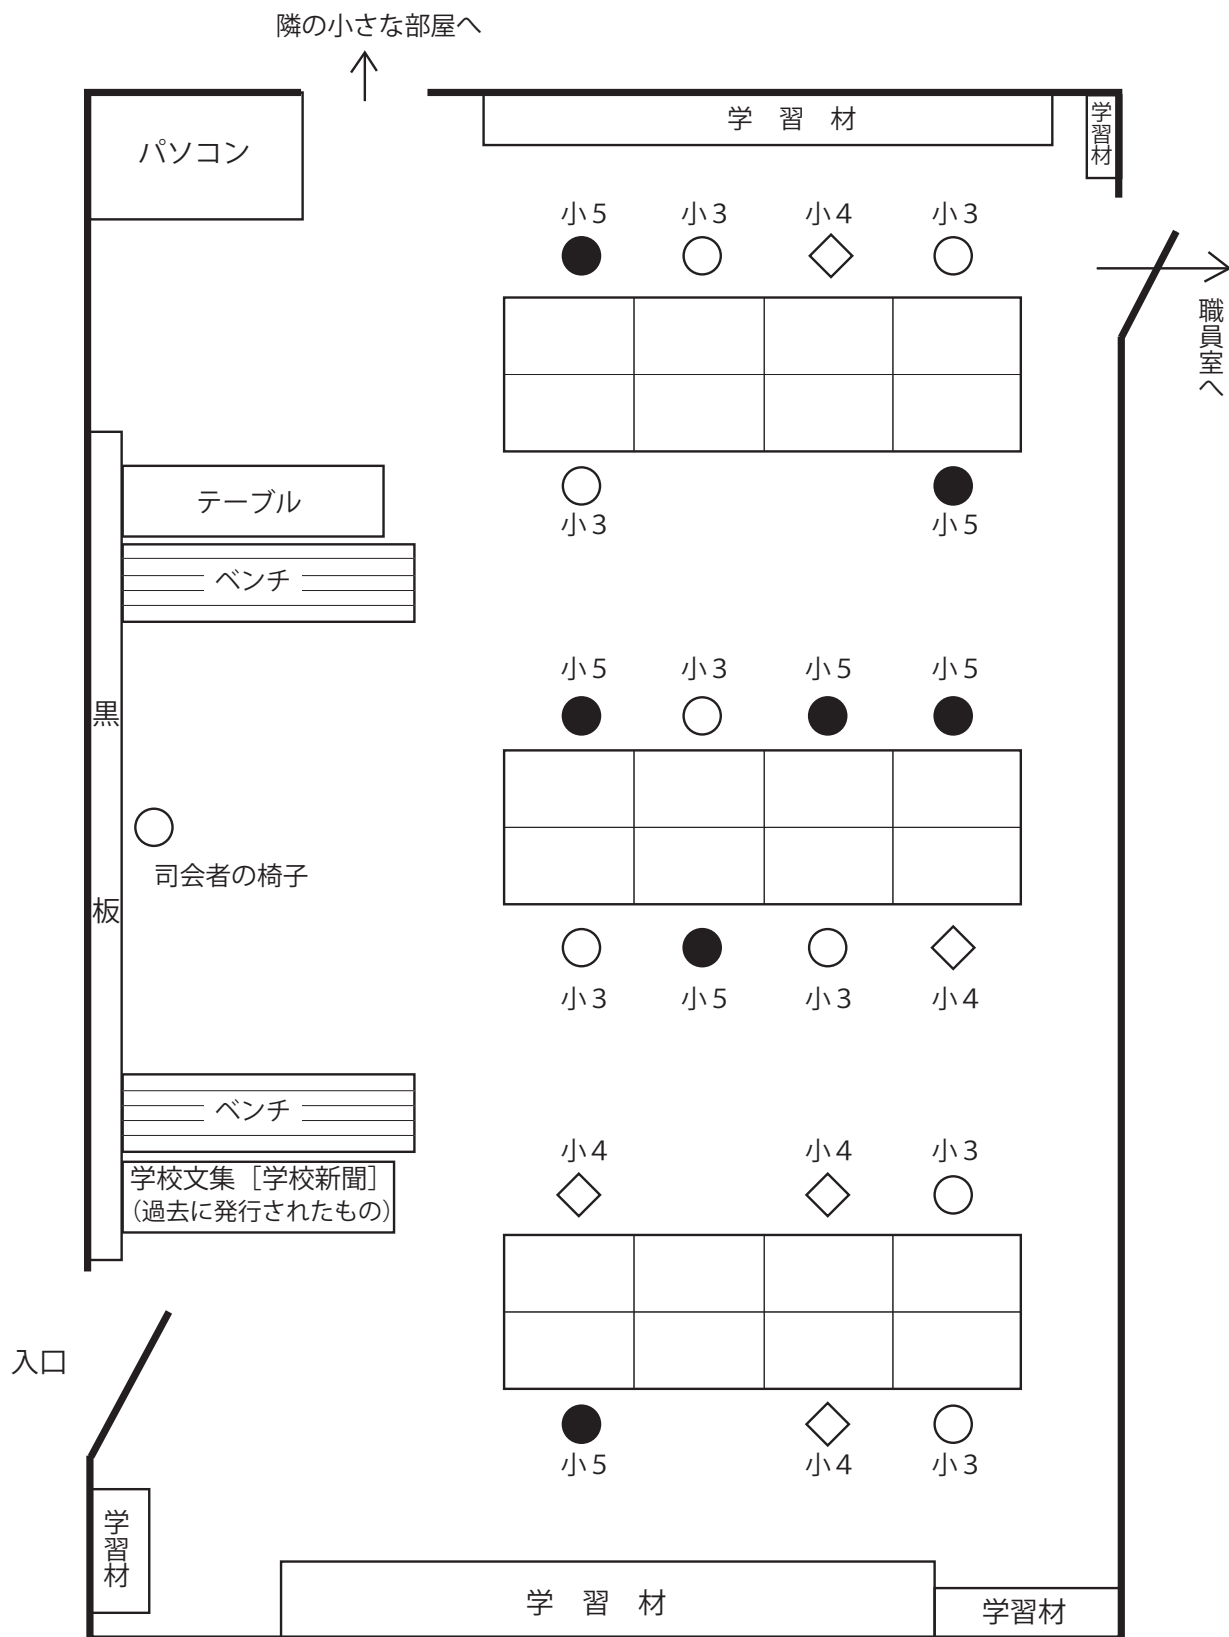 隣の小さな部屋へ
パソコン
学習材
学習材
小5 小3 小4 小3
職員室へ
テーブル
小3 小5
ベンチ
小5 小3 小5 小5
黒板
司会者の椅子
小3 小5 小3 小4
ベンチ
小4 小4 小3
学校文集［学校新聞］
（過去に発行されたもの）
入口
小5 小4 小3
学習材
学習材
学習材